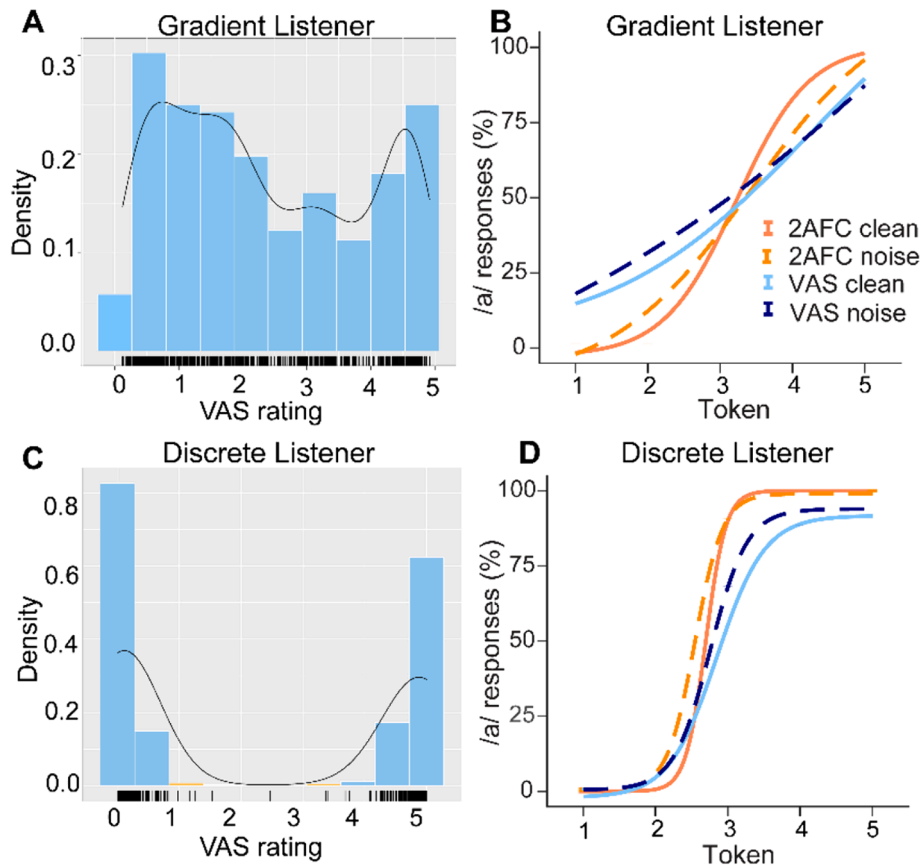 A
Gradient Listener
Density
0.3
0.2
0.1
0.0
0 1 2 3 4 5
VAS rating
B
Gradient Listener
/a/ responses (%)
100
75
50
25
0
2AFC clean
2AFC noise
VAS clean
VAS noise
1 2 3 4 5
Token
C
Discrete Listener
Density
0.8
0.6
0.4
0.2
0.0
0 1 2 3 4 5
VAS rating
D
Discrete Listener
/a/ responses (%)
100
75
50
25
0
1 2 3 4 5
Token